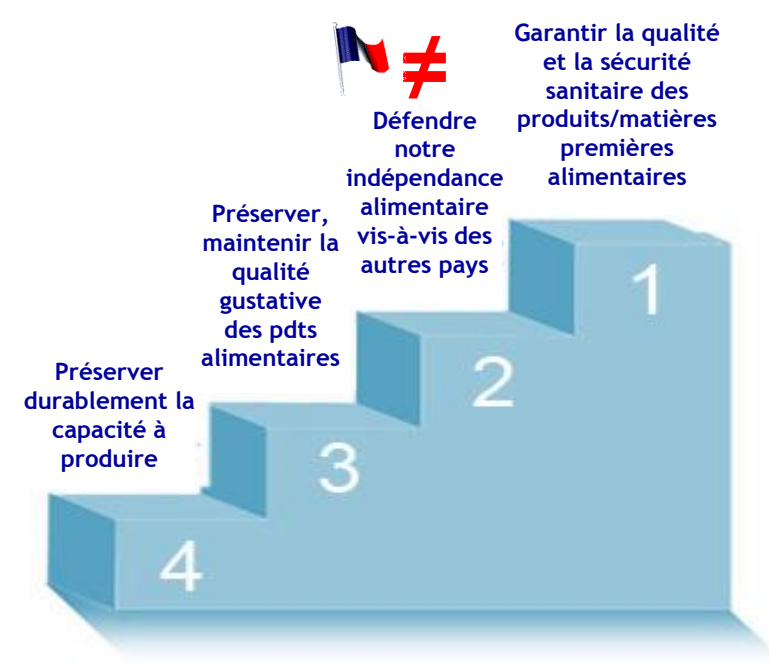 ≠
Garantir la qualité
et la sécurité
sanitaire des
produits/matières
premières
alimentaires
1
Défendre
notre
indépendance
alimentaire
vis-à-vis des
autres pays
2
Préserver,
maintenir la
qualité
gustative
des pdts
alimentaires
3
Préserver
durablement la
capacité à
produire
4